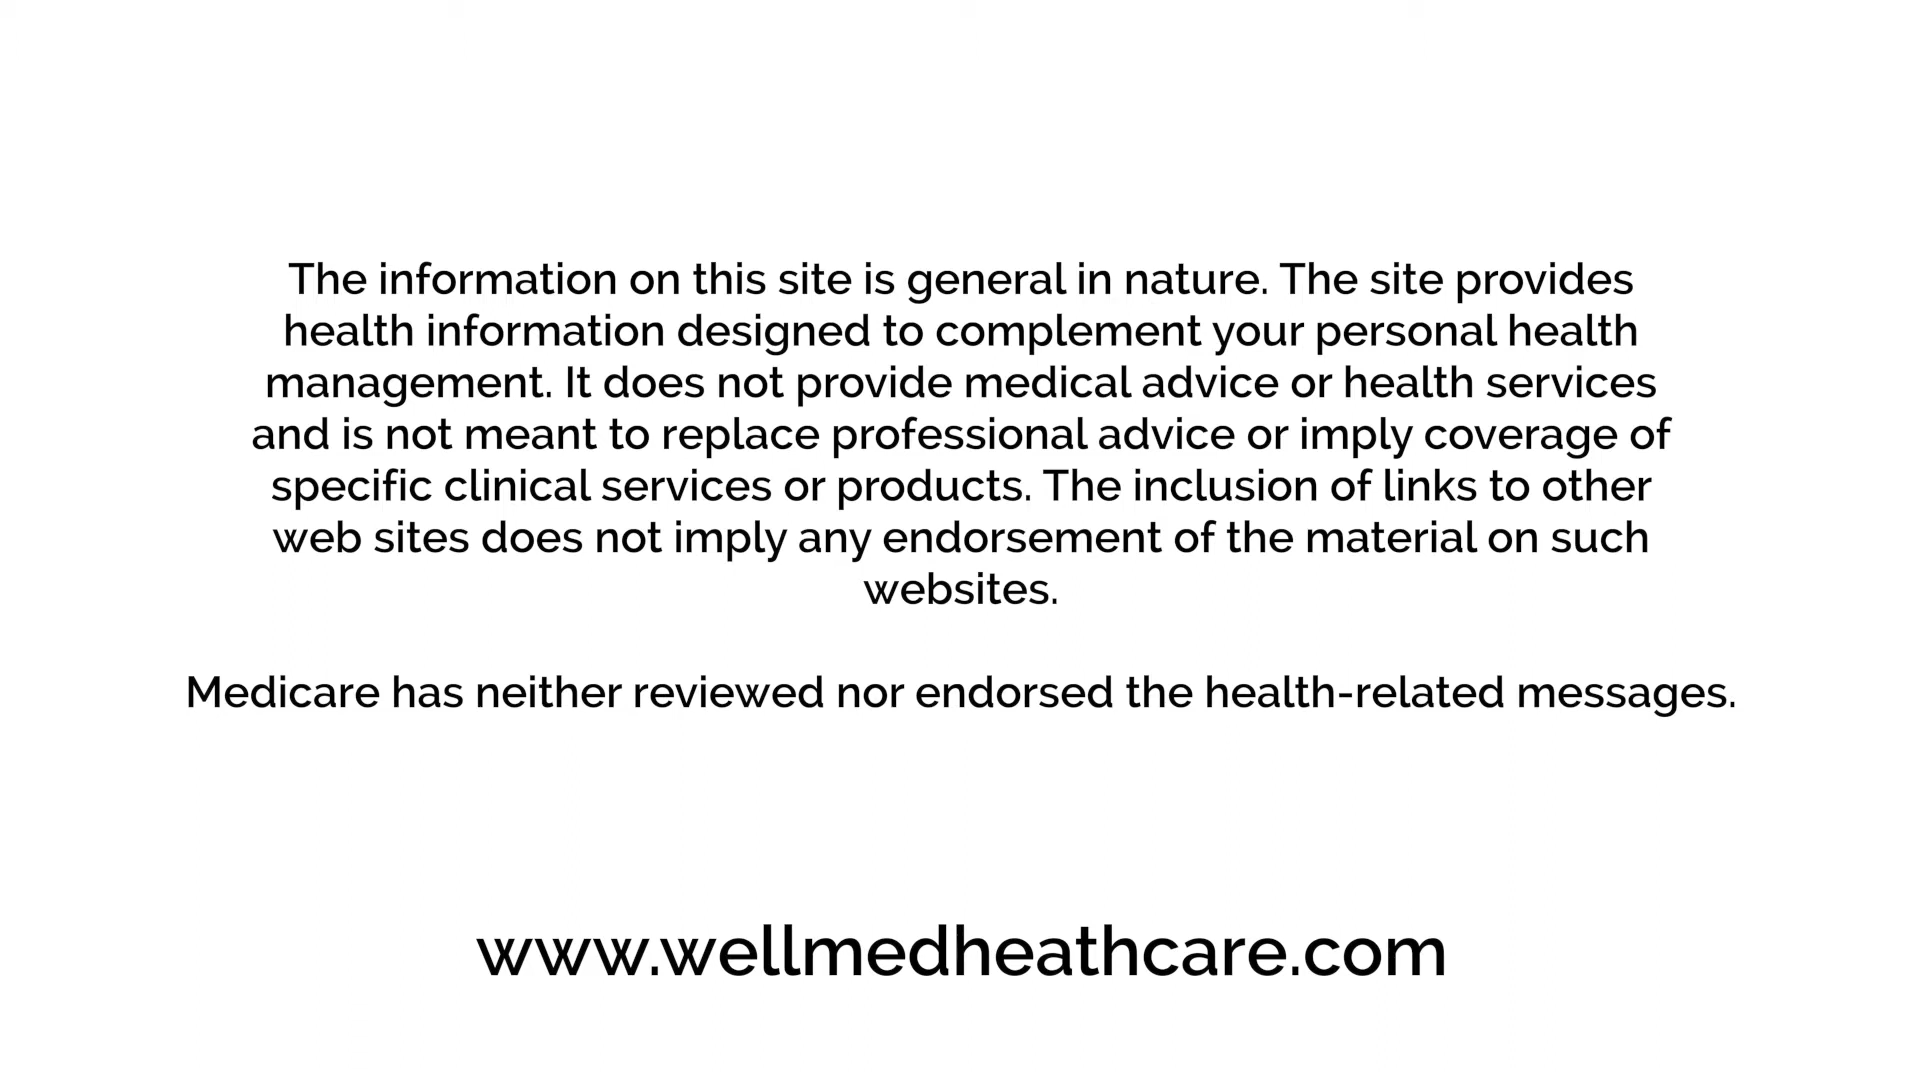 The information on this site is general in nature. The site provides
health information designed to complement your personal health
management. It does not provide medical advice or health services
and is not meant to replace professional advice or imply coverage of
specific clinical services or products. The inclusion of links to other
web sites does not imply any endorsement of the material on such
websites.
Medicare has neither reviewed nor endorsed the health-related messages.
www.wellmedheathcare.com